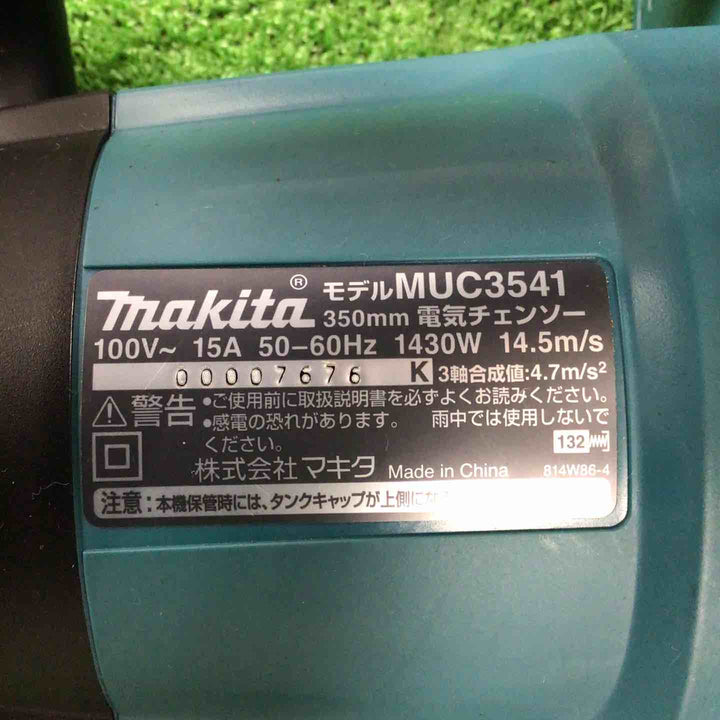 makita® モデルMUC3541
350mm 電気チェンソー
100V~ 15A 50-60Hz 1430W 14.5m/s
00007676 K 3軸合成値:4.7m/s²
⚠警告 •ご使用前に取扱説明書を必ずよくお読みください。
•感電の恐れがあります。 雨中では使用しないで
ください。
132
株式会社 マキタ Made in China 814W86-4
注意:本機保管時には、タンクキャップが上側に